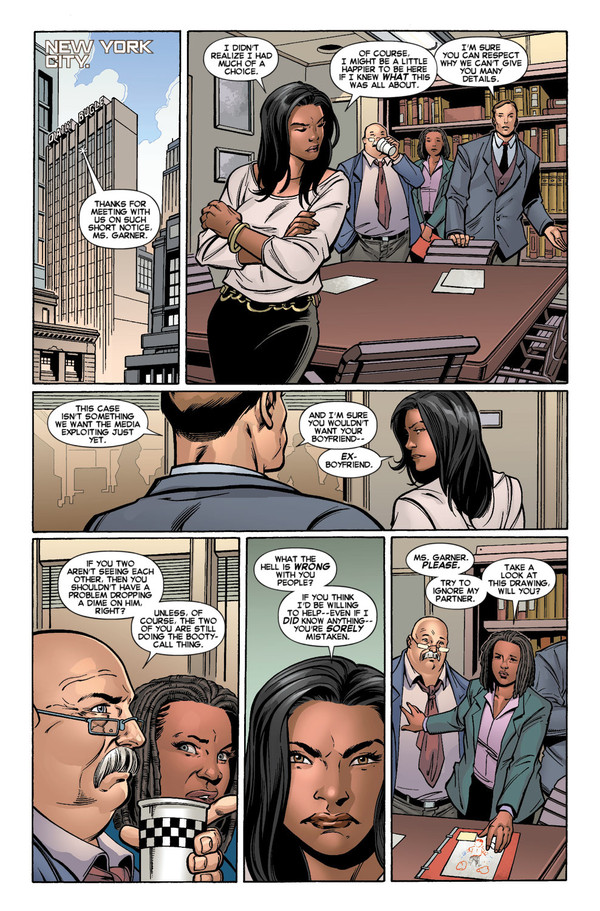 NEW YORK
CITY.
DAILY BUGLE
THANKS FOR
MEETING WITH
US ON SUCH
SHORT NOTICE,
MS. GARNER.
I DIDN'T
REALIZE I HAD
MUCH OF A
CHOICE.
OF COURSE,
I MIGHT BE A LITTLE
HAPPIER TO BE HERE
IF I KNEW WHAT THIS
WAS ALL ABOUT.
I'M SURE
YOU CAN RESPECT
WHY WE CAN'T GIVE
YOU MANY
DETAILS.
THIS CASE
ISN'T SOMETHING
WE WANT THE MEDIA
EXPLOITING JUST
YET.
AND I'M SURE
YOU WOULDN'T
WANT YOUR
BOYFRIEND--
EX-
BOYFRIEND.
IF YOU TWO
AREN'T SEEING EACH
OTHER, THEN YOU
SHOULDN'T HAVE A
PROBLEM DROPPING
A DIME ON HIM,
RIGHT?
UNLESS, OF
COURSE, THE TWO
OF YOU ARE STILL
DOING THE BOOTY-
CALL THING.
WHAT THE
HELL IS WRONG
WITH YOU
PEOPLE?
IF YOU THINK
I'D BE WILLING
TO HELP--EVEN IF I
DID KNOW ANYTHING--
YOU'RE SORELY
MISTAKEN.
MS. GARNER.
PLEASE.
TRY TO
IGNORE MY
PARTNER.
TAKE A
LOOK AT
THIS DRAWING,
WILL YOU?